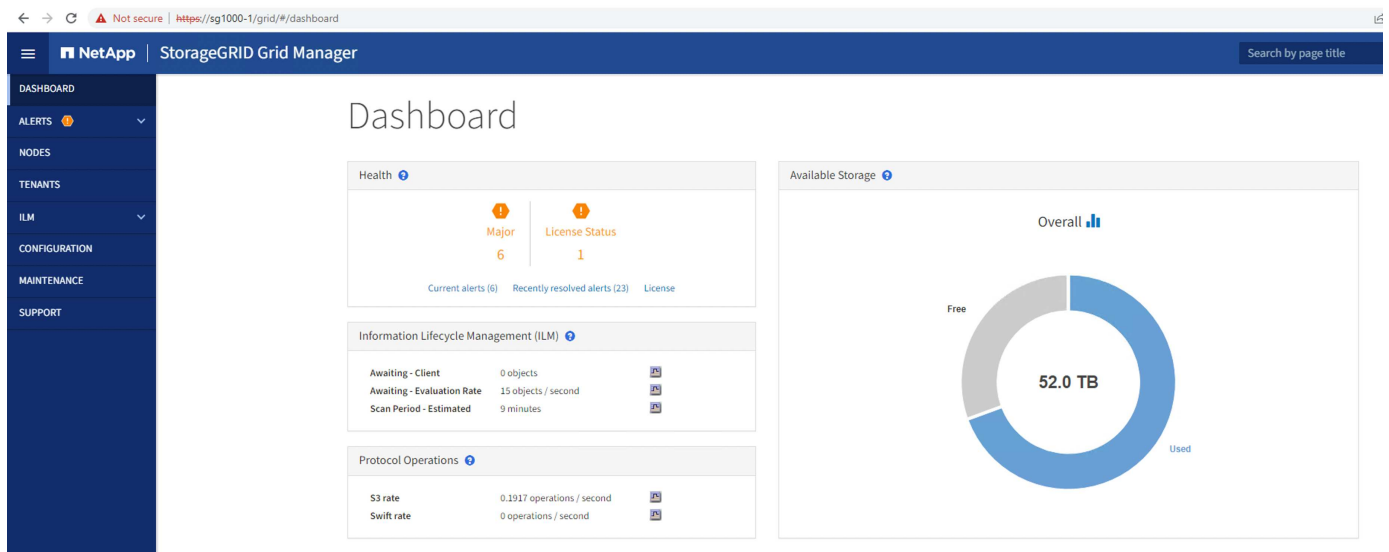 Not secure | https://sg1000-1/grid/#/dashboard
NetApp | StorageGRID Grid Manager
Search by page title
DASHBOARD
ALERTS
NODES
TENANTS
ILM
CONFIGURATION
MAINTENANCE
SUPPORT
Dashboard
Health
Major
6
License Status
1
Current alerts (6) Recently resolved alerts (23) License
Information Lifecycle Management (ILM)
Awaiting - Client 0 objects
Awaiting - Evaluation Rate 15 objects / second
Scan Period - Estimated 9 minutes
Protocol Operations
S3 rate 0.1917 operations / second
Swift rate 0 operations / second
Available Storage
Overall
Free
52.0 TB
Used